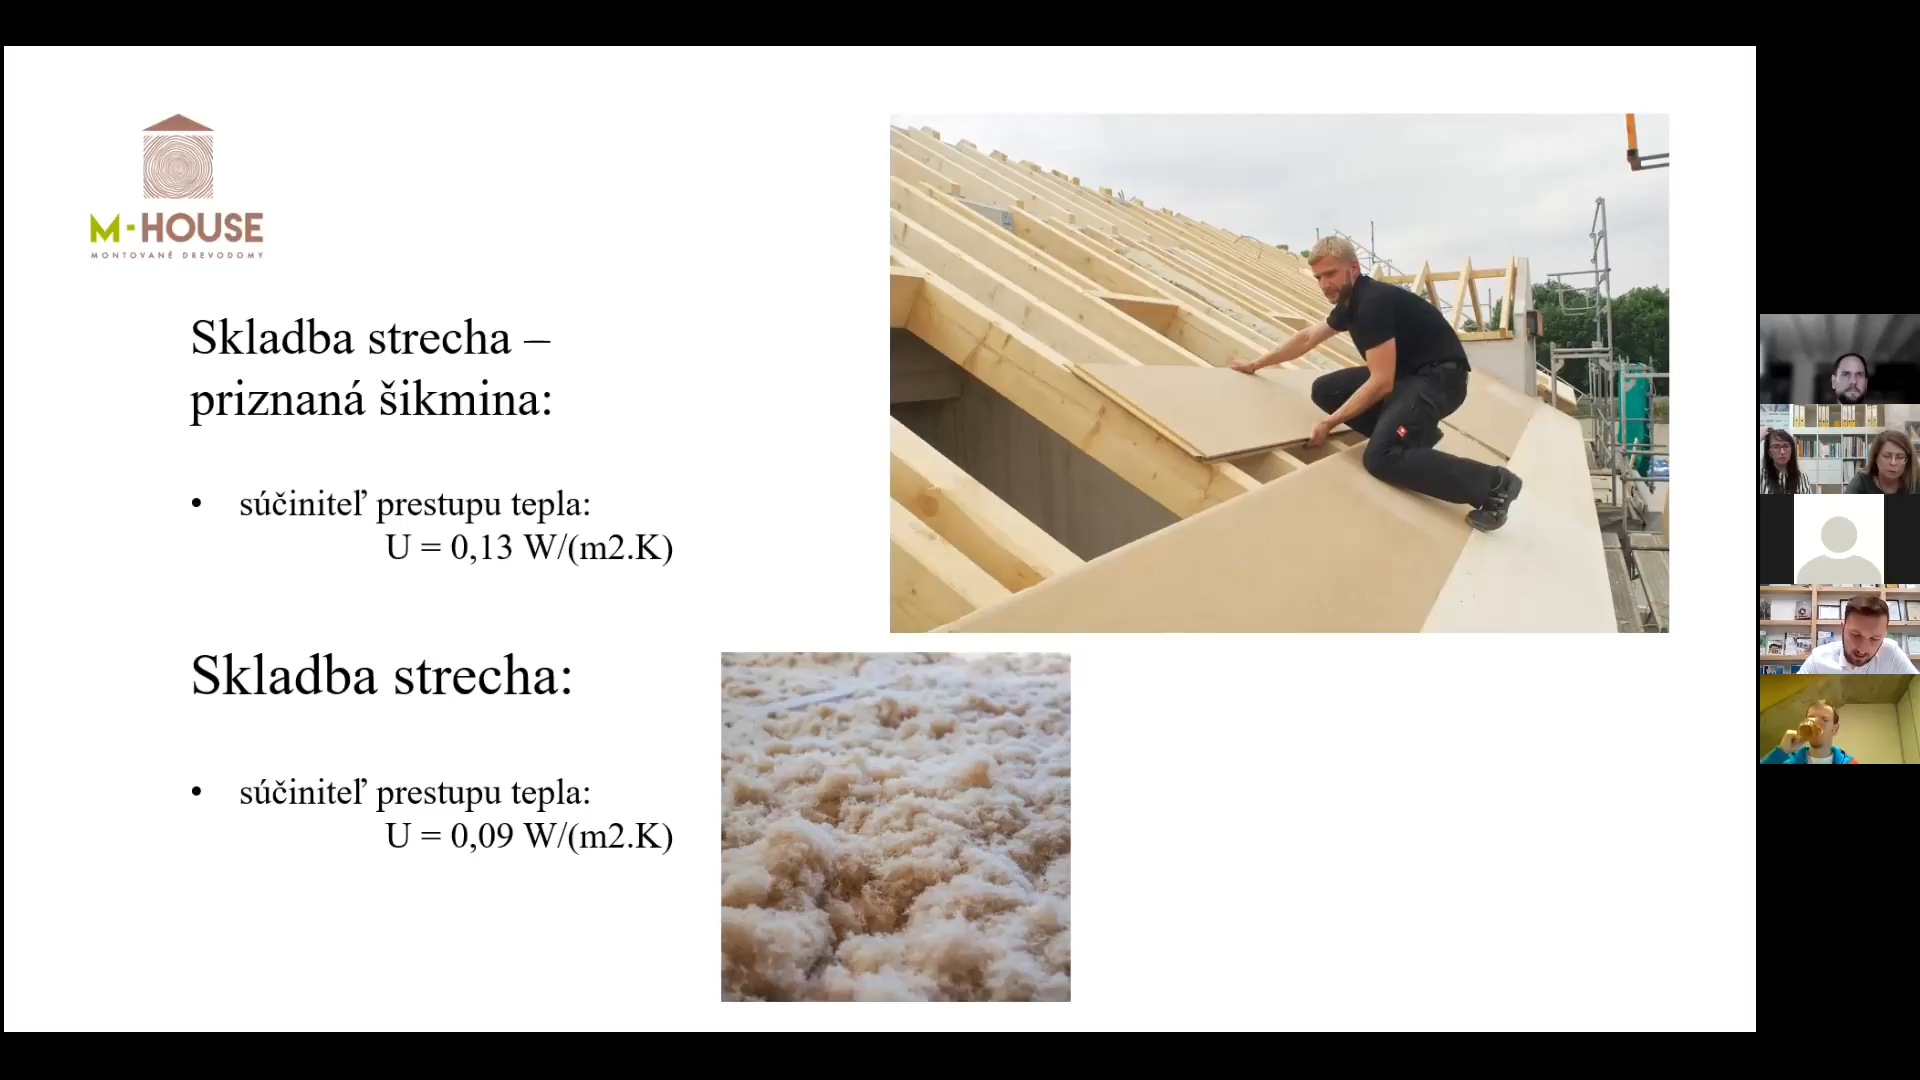 M-HOUSE
MONTOVANÉ DREVODOMY
Skladba strecha –
priznaná šikmina:
• súčiniteľ prestupu tepla:
U = 0,13 W/(m2.K)
Skladba strecha:
• súčiniteľ prestupu tepla:
U = 0,09 W/(m2.K)